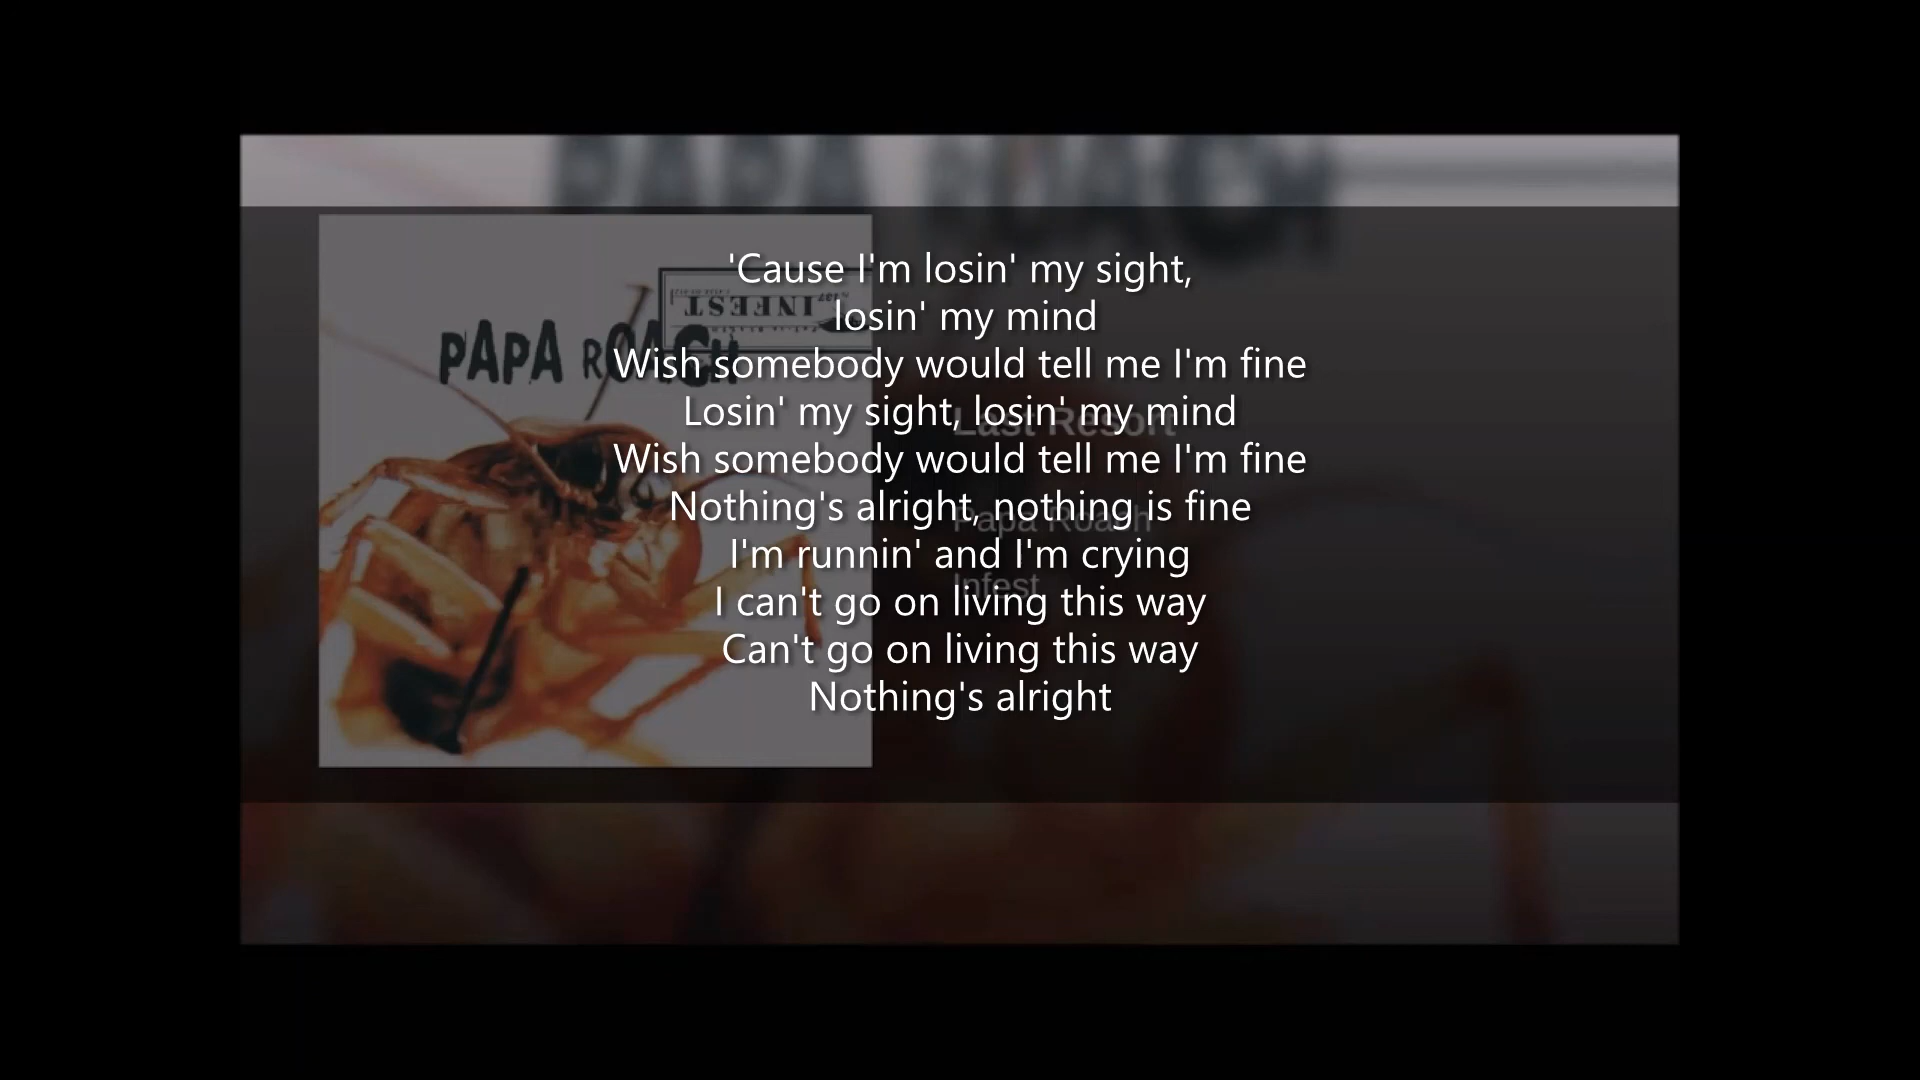 PAPA ROACH
INFEST
PAPA ROACH
'Cause I'm losin' my sight,
losin' my mind
Wish somebody would tell me I'm fine
Losin' my sight, losin' my mind
Wish somebody would tell me I'm fine
Nothing's alright, nothing is fine
I'm runnin' and I'm crying
I can't go on living this way
Can't go on living this way
Nothing's alright
Last Resort
Papa Roach
Infest